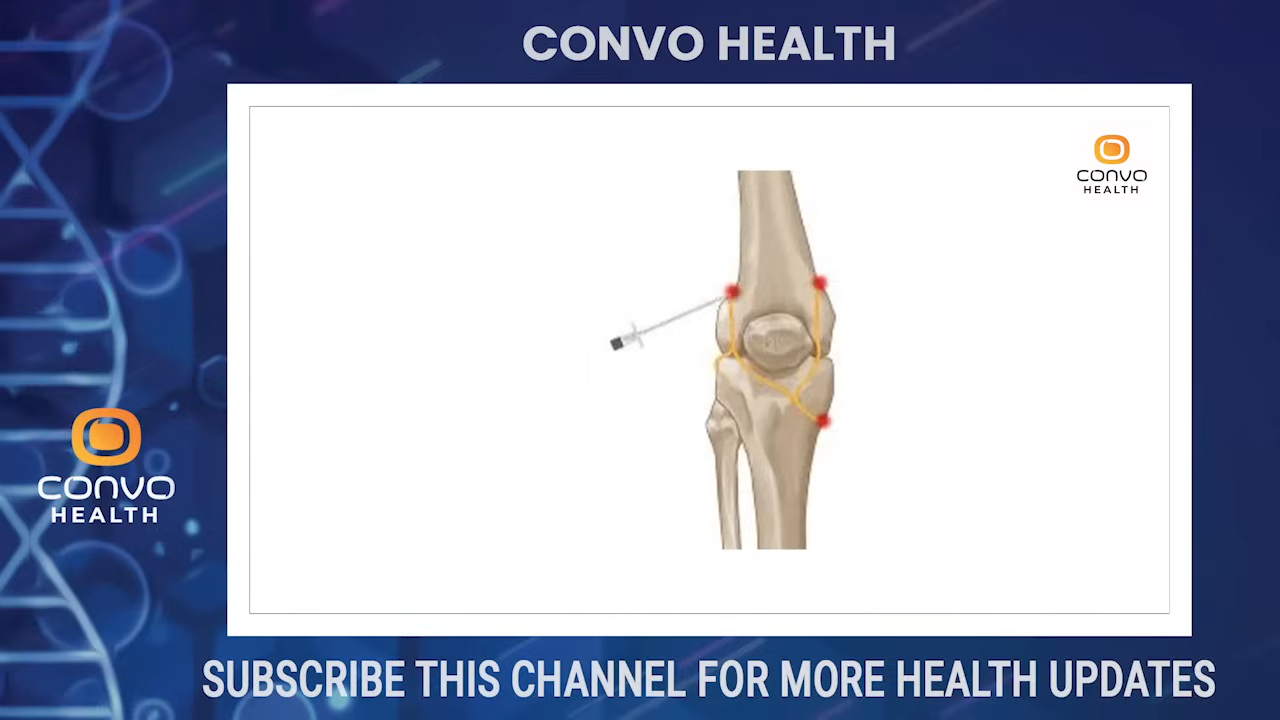 CONVO HEALTH
CONVO
HEALTH
CONVO
HEALTH
SUBSCRIBE THIS CHANNEL FOR MORE HEALTH UPDATES